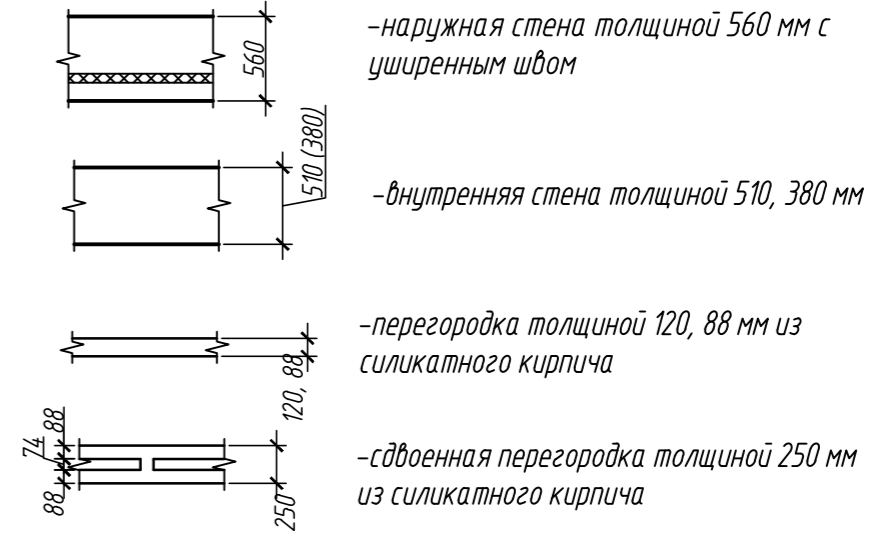 560
-наружная стена толщиной 560 мм с
уширенным швом
510 (380)
-внутренняя стена толщиной 510, 380 мм
120, 88
-перегородка толщиной 120, 88 мм из
силикатного кирпича
88
74
88
250
-сдвоенная перегородка толщиной 250 мм
из силикатного кирпича